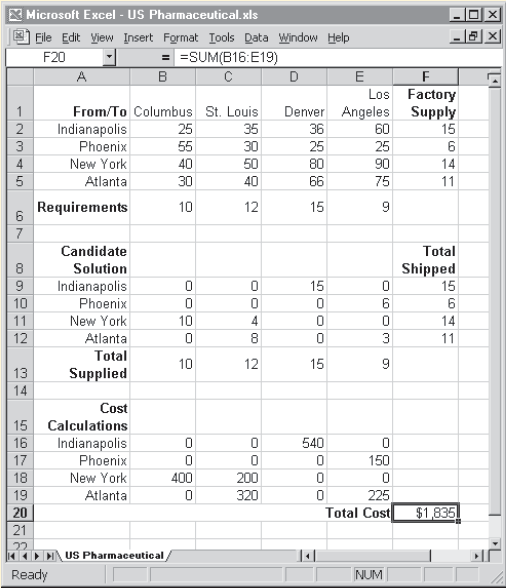 Microsoft Excel - US Pharmaceutical.xls
File Edit View Insert Format Tools Data Window Help
F20 = =SUM(B16:E19)
A B C D E F
1 From/To Columbus St. Louis Denver Los Angeles Factory Supply
2 Indianapolis 25 35 36 60 15
3 Phoenix 55 30 25 25 6
4 New York 40 50 80 90 14
5 Atlanta 30 40 66 75 11
6 Requirements 10 12 15 9
7
8 Candidate Solution Total Shipped
9 Indianapolis 0 0 15 0 15
10 Phoenix 0 0 0 6 6
11 New York 10 4 0 0 14
12 Atlanta 0 8 0 3 11
13 Total Supplied 10 12 15 9
14
15 Cost Calculations
16 Indianapolis 0 0 540 0
17 Phoenix 0 0 0 150
18 New York 400 200 0 0
19 Atlanta 0 320 0 225
20 Total Cost $1,835
21
22
US Pharmaceutical
Ready NUM